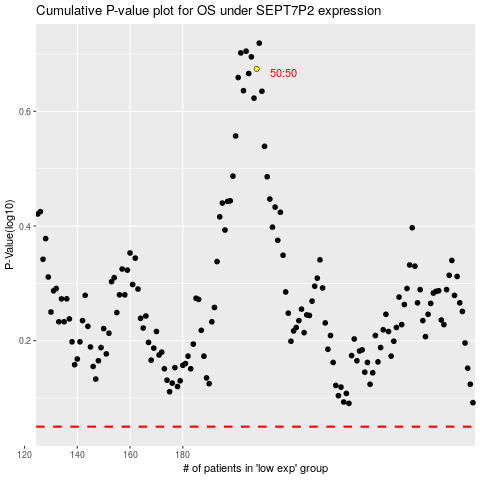 Cumulative P-value plot for OS under SEPT7P2 expression
50:50
0.6
0.4
0.2
P-Value(log10)
120 140 160 180
# of patients in 'low exp' group